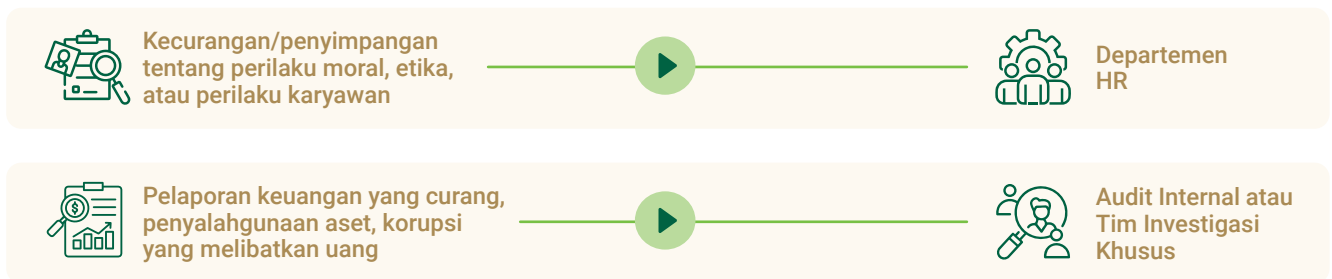 Kecurangan/penyimpangan
tentang perilaku moral, etika,
atau perilaku karyawan
Departemen
HR
Pelaporan keuangan yang curang,
penyalahgunaan aset, korupsi
yang melibatkan uang
Audit Internal atau
Tim Investigasi
Khusus